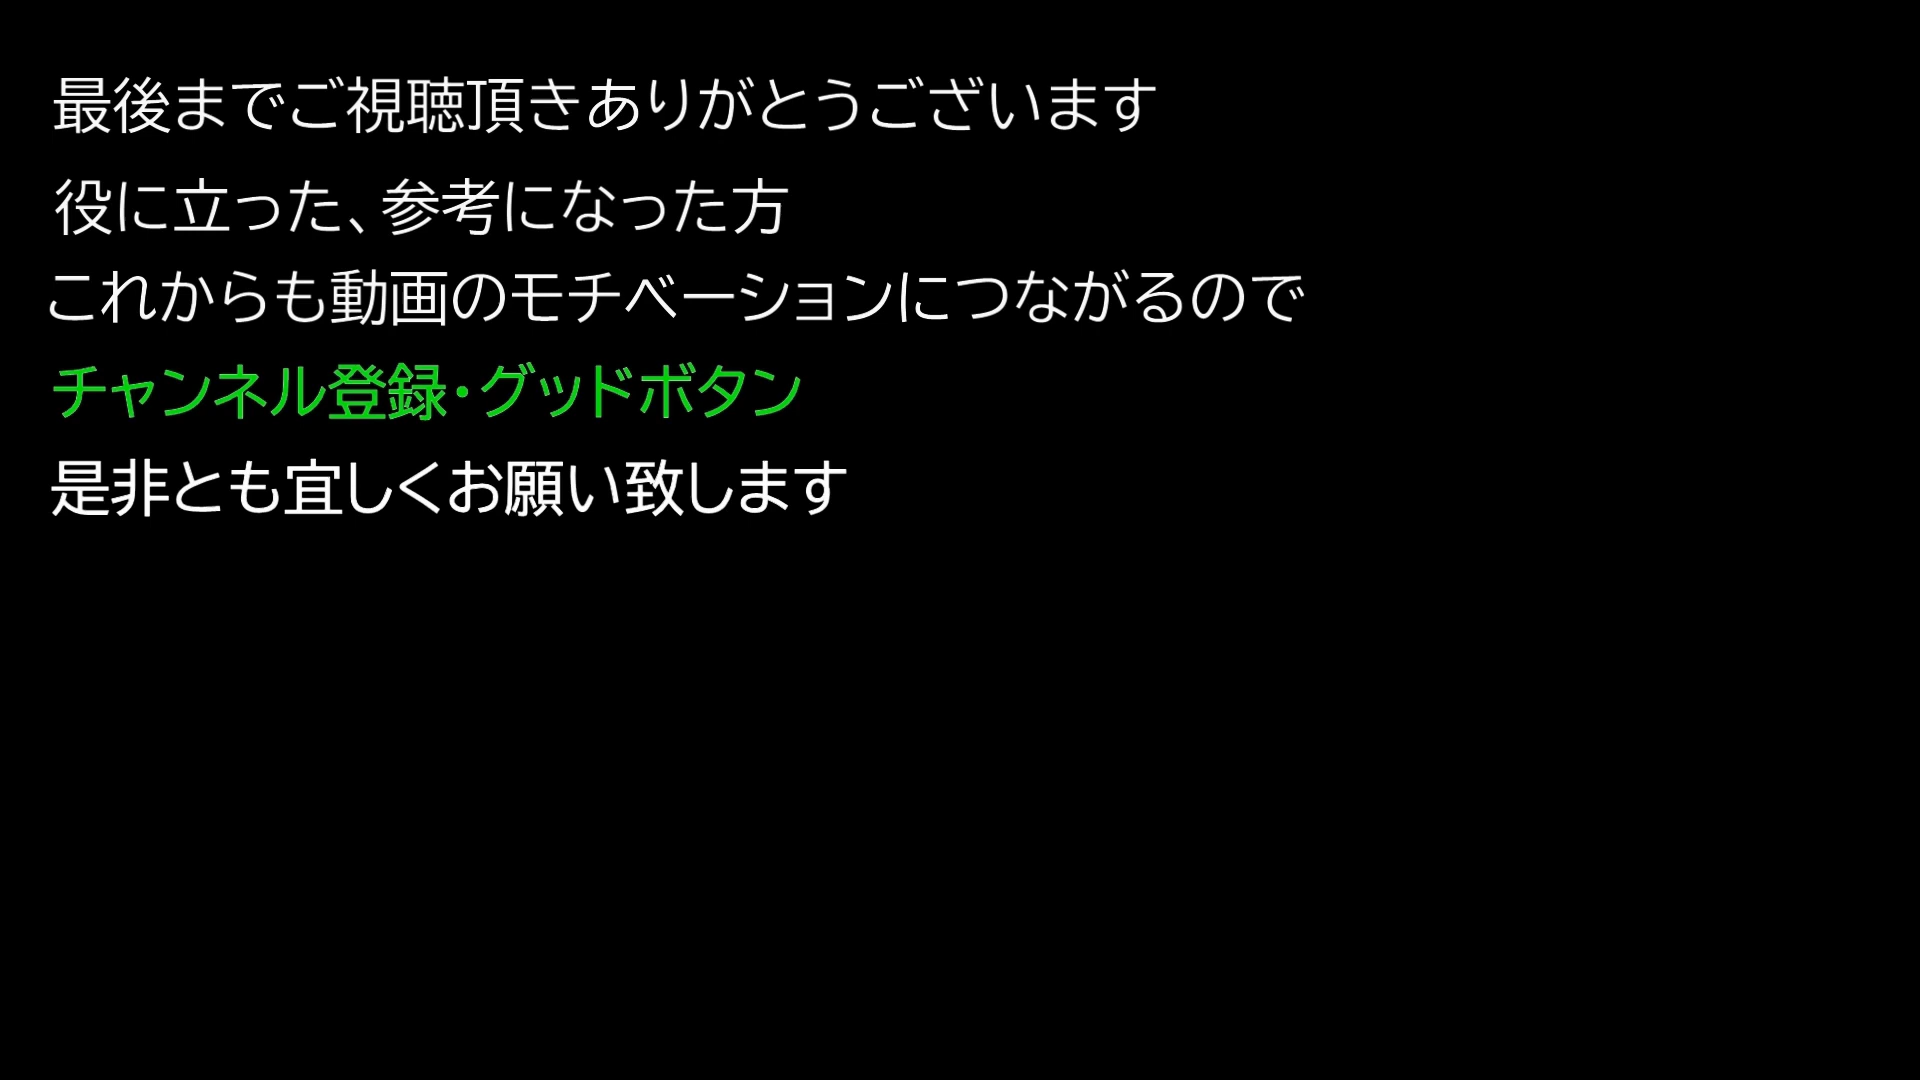 最後までご視聴頂きありがとうございます
役に立った、参考になった方
これからも動画のモチベーションにつながるので
チャンネル登録・グッドボタン
是非とも宜しくお願い致します